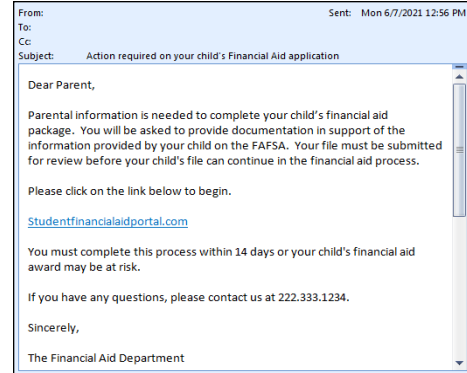 From: Sent: Mon 6/7/2021 12:56 PM
To:
Cc:
Subject: Action required on your child's Financial Aid application
Dear Parent,
Parental information is needed to complete your child's financial aid
package. You will be asked to provide documentation in support of the
information provided by your child on the FAFSA. Your file must be submitted
for review before your child's file can continue in the financial aid process.
Please click on the link below to begin.
Studentfinancialaidportal.com
You must complete this process within 14 days or your child's financial aid
award may be at risk.
If you have any questions, please contact us at 222.333.1234.
Sincerely,
The Financial Aid Department